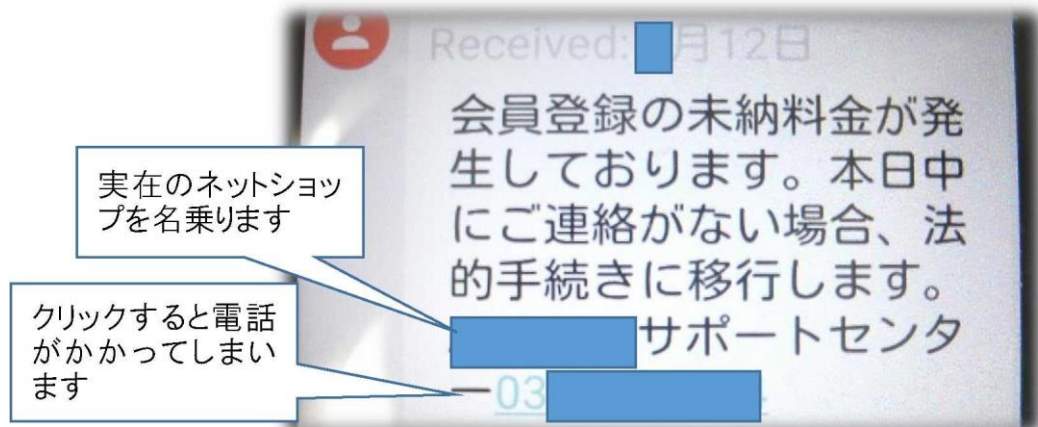 Received: 月12日
会員登録の未納料金が発
生しております。本日中
にご連絡がない場合、法
的手続きに移行します。
サポートセンタ
ー03
実在のネットショッ
プを名乗ります
クリックすると電話
がかかってしまい
ます